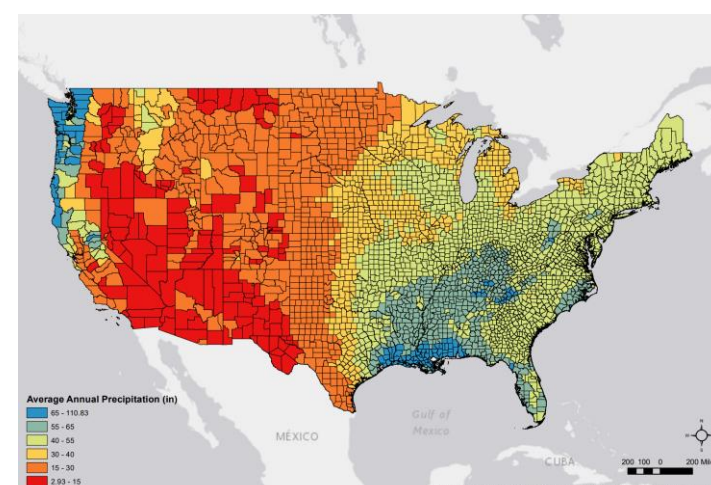 Average Annual Precipitation (in)
65 - 110.83
55 - 65
40 - 55
30 - 40
15 - 30
2.93 - 15
MÉXICO
Gulf of
Mexico
CUBA
N
200 100 0 200 Mil